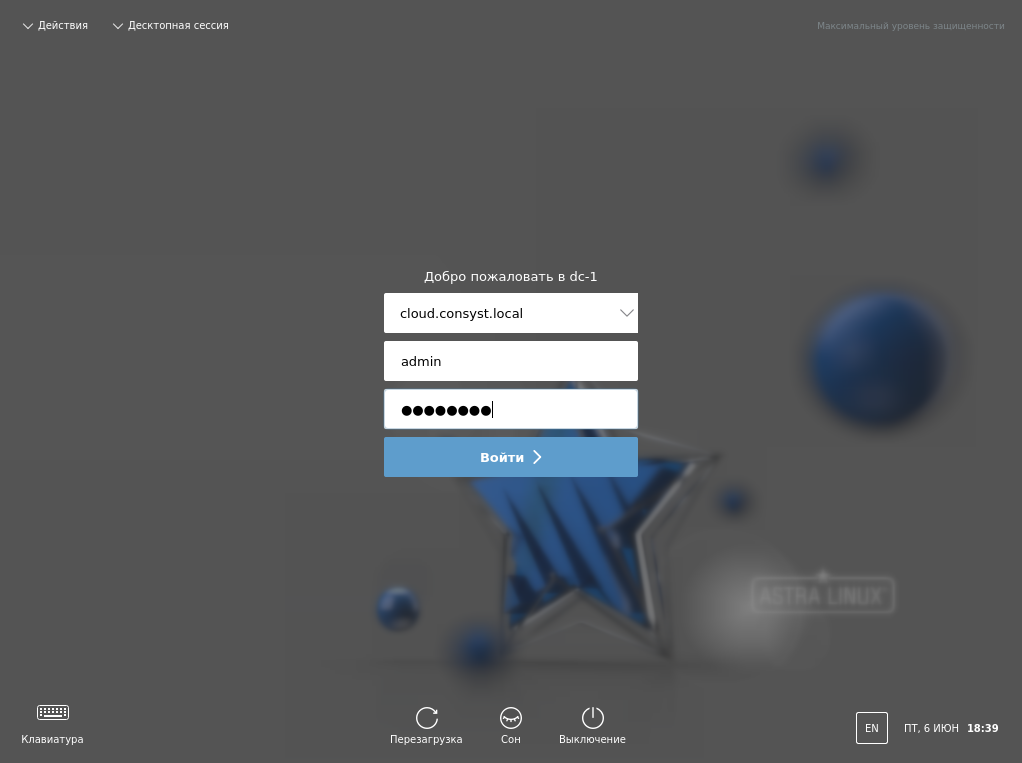 Действия
Десктопная сессия
Максимальный уровень защищенности
Добро пожаловать в dc-1
cloud.consyst.local
admin
●●●●●●●●
Войти
ASTRA LINUX
Клавиатура
Перезагрузка
Сон
Выключение
EN
ПТ, 6 ИЮН 18:39